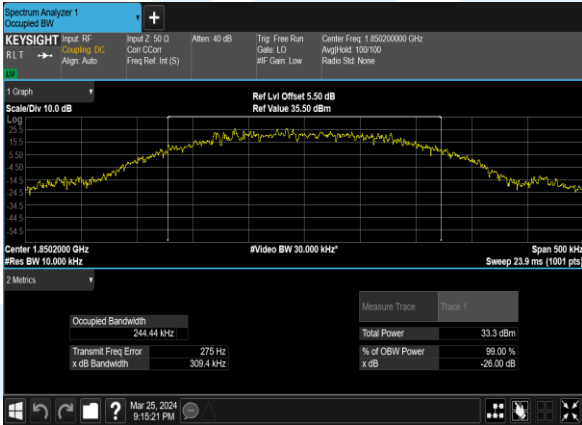 Spectrum Analyzer 1
Occupied BW
+
KEYSIGHT Input: RF Input Z: 50 Ω Atten: 40 dB Trig: Free Run Center Freq: 1.850200000 GHz
RLT Coupling: DC Corr CCorr Gate: LO Avg|Hold: 100/100
Align: Auto Freq Ref: Int (S) #IF Gain: Low Radio Std: None
LW
1 Graph
Ref Lvl Offset 5.50 dB
Scale/Div 10.0 dB Ref Value 35.50 dBm
Log
25.5
15.5
5.50
-4.50
-14.5
-24.5
-34.5
-44.5
-54.5
Center 1.8502000 GHz #Video BW 30.000 kHz* Span 500 kHz
#Res BW 10.000 kHz Sweep 23.9 ms (1001 pts)
2 Metrics
Measure Trace Trace 1
Occupied Bandwidth
244.44 kHz Total Power 33.3 dBm
Transmit Freq Error 275 Hz % of OBW Power 99.00 %
x dB Bandwidth 309.4 kHz x dB -26.00 dB
? Mar 25, 2024
9:15:21 PM